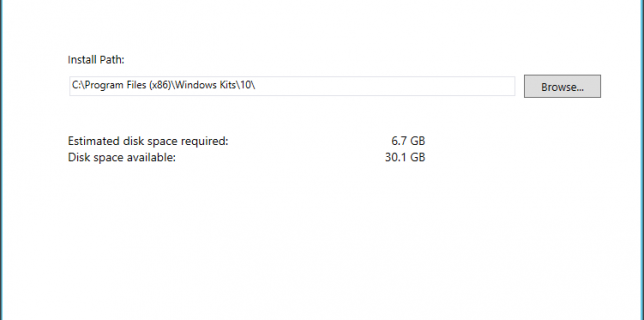 Install Path:
C:\Program Files (x86)\Windows Kits\10\
Browse...
Estimated disk space required: 6.7 GB
Disk space available: 30.1 GB